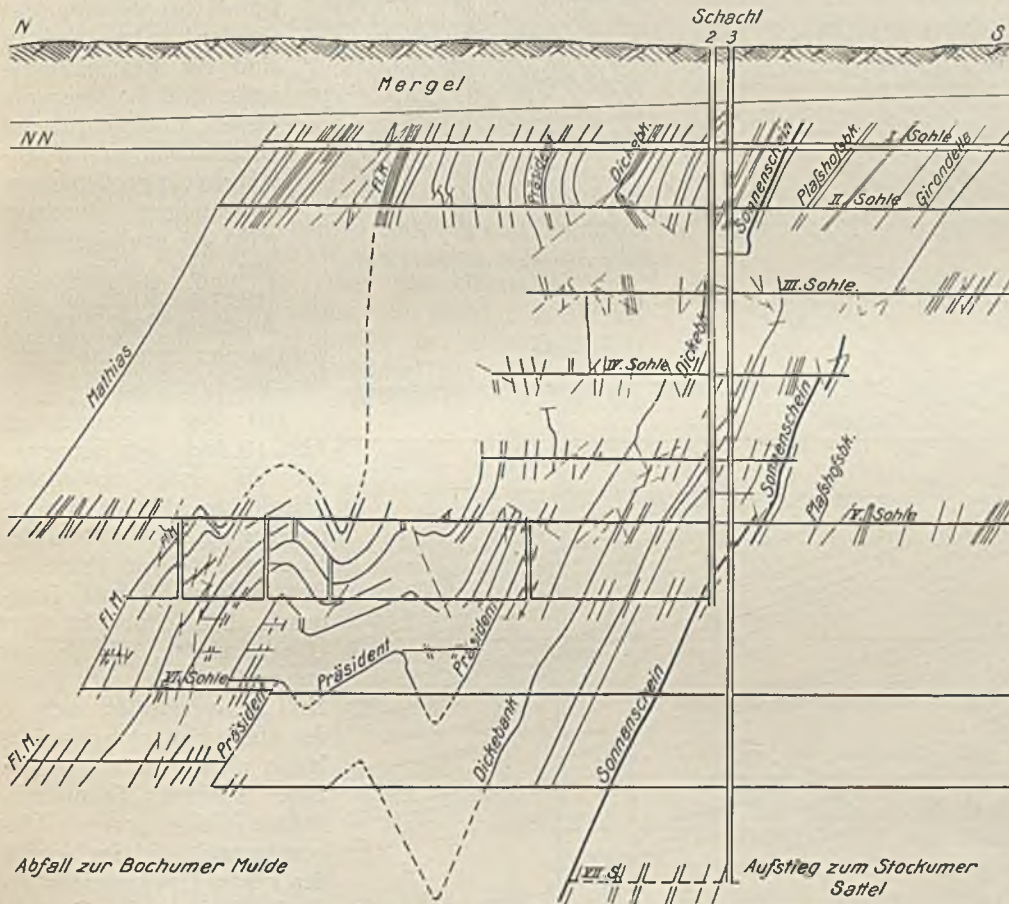 N
Schacht
2 3
S
Mergel
NN
I Sohle
Fl. K
Präsident
Dickebk.
Sonnenschein
Plaßhofsbk.
II. Sohle
Girondelle
III. Sohle.
Mathias
IV. Sohle
Dickebk.
Sonnenschein
Plaßhofsbk.
V. Sohle
Fl. K
Fl. M.
Präsident
Präsident
VI. Sohle
Präsident
Fl. M.
Dickebank
Sonnenschein
VII S.
Abfall zur Bochumer Mulde
Aufstieg zum Stockumer
Sattel